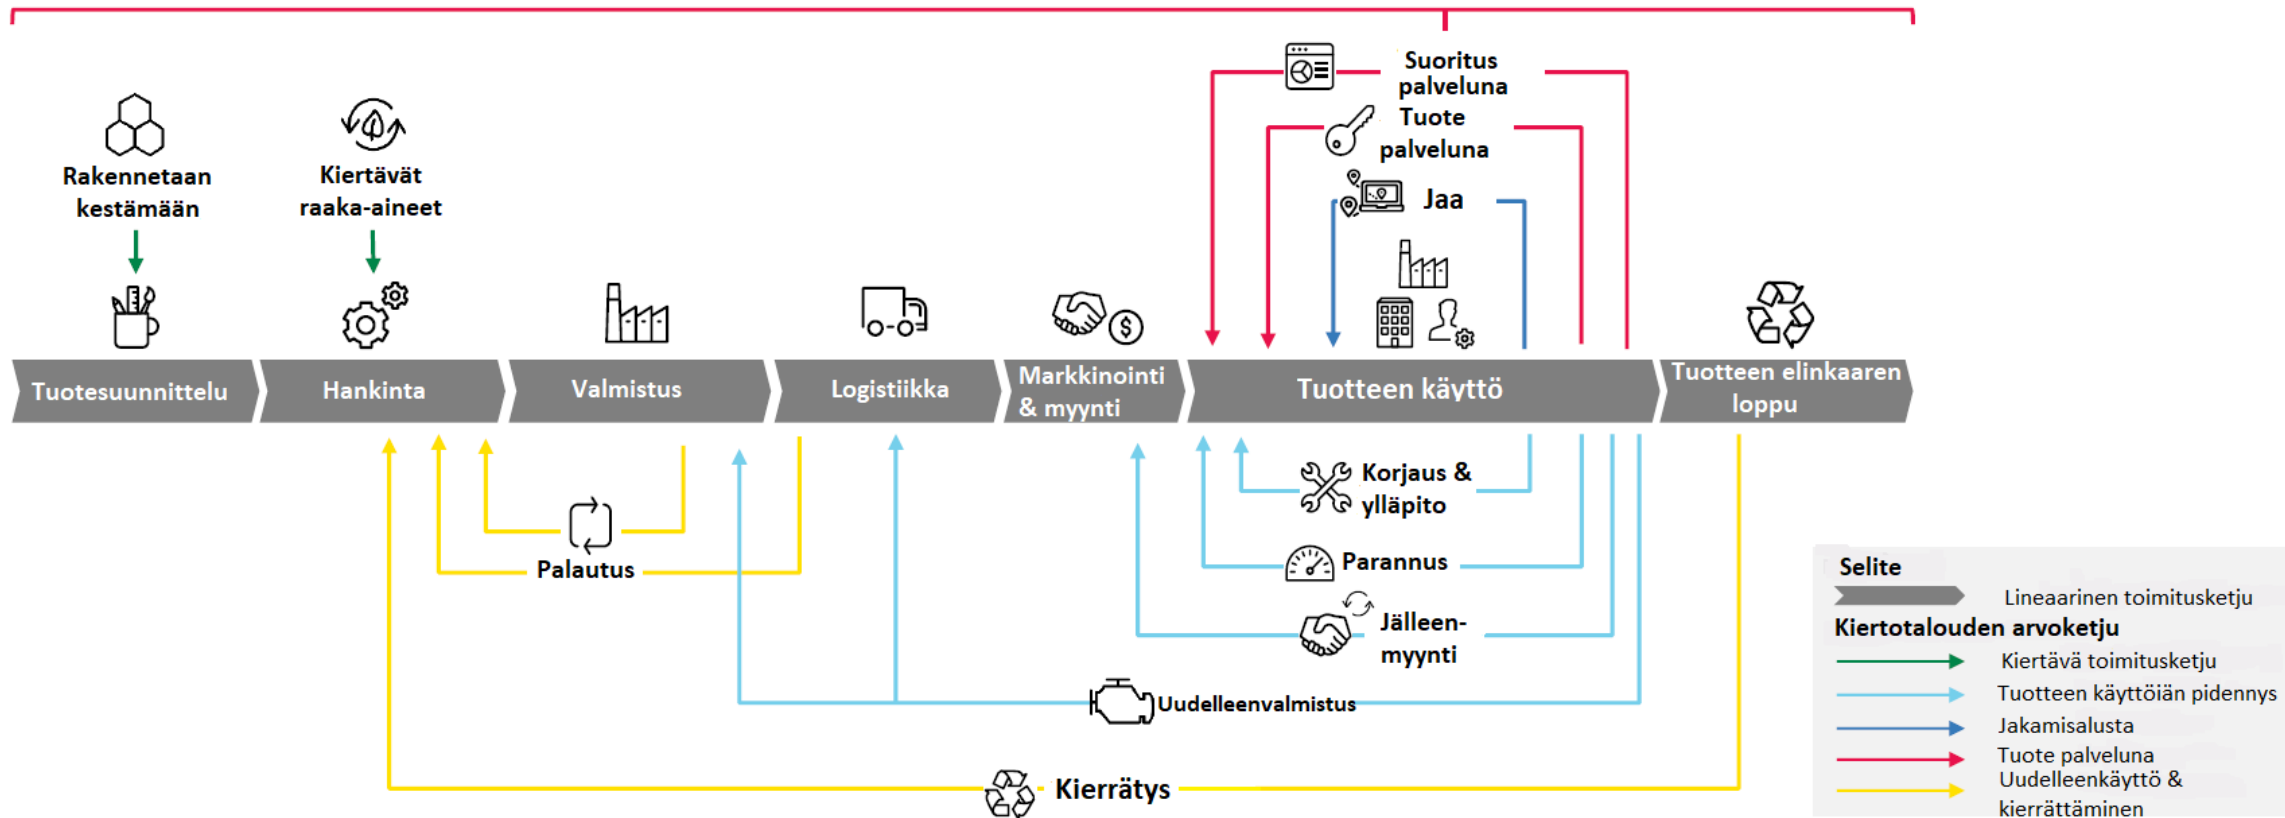 Suoritus
palveluna
Tuote
palveluna
Jaa
Rakennetaan
kestämään
Kiertävät
raaka-aineet
$
Tuotesuunnittelu
Hankinta
Valmistus
Logistiikka
Markkinointi
& myynti
Tuotteen käyttö
Tuotteen elinkaaren
loppu
Korjaus &
ylläpito
Palautus
Parannus
Jälleen-
myynti
Uudelleenvalmistus
Kierrätys
Selite
Lineaarinen toimitusketju
Kiertotalouden arvoketju
Kiertävä toimitusketju
Tuotteen käyttöiän pidennys
Jakamisalusta
Tuote palveluna
Uudelleenkäyttö &
kierrättäminen